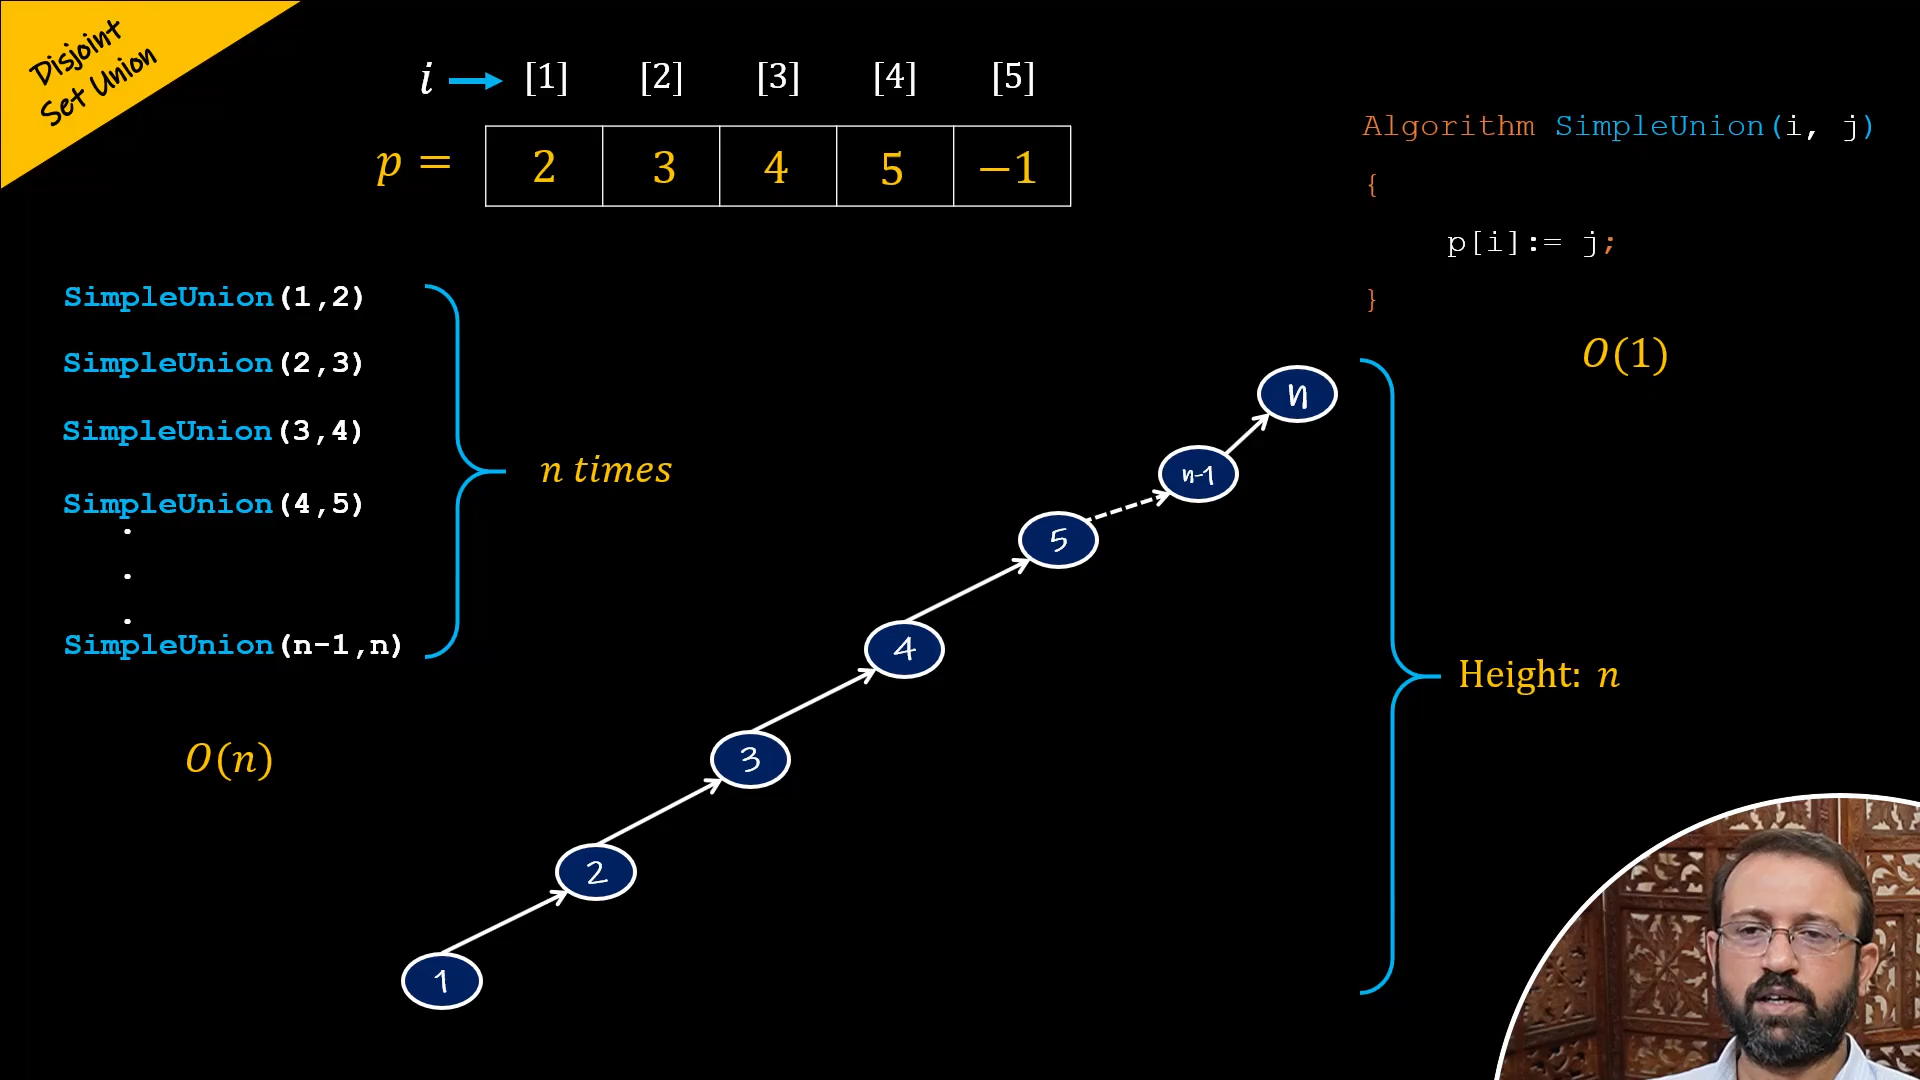 Disjoint
Set Union
i [1] [2] [3] [4] [5]
p = 2 3 4 5 −1
Algorithm SimpleUnion(i, j)
{
p[i]:= j;
}
O(1)
SimpleUnion(1,2)
SimpleUnion(2,3)
SimpleUnion(3,4)
SimpleUnion(4,5)
.
.
.
SimpleUnion(n-1,n)
n times
O(n)
n
n-1
5
4
3
2
1
Height: n